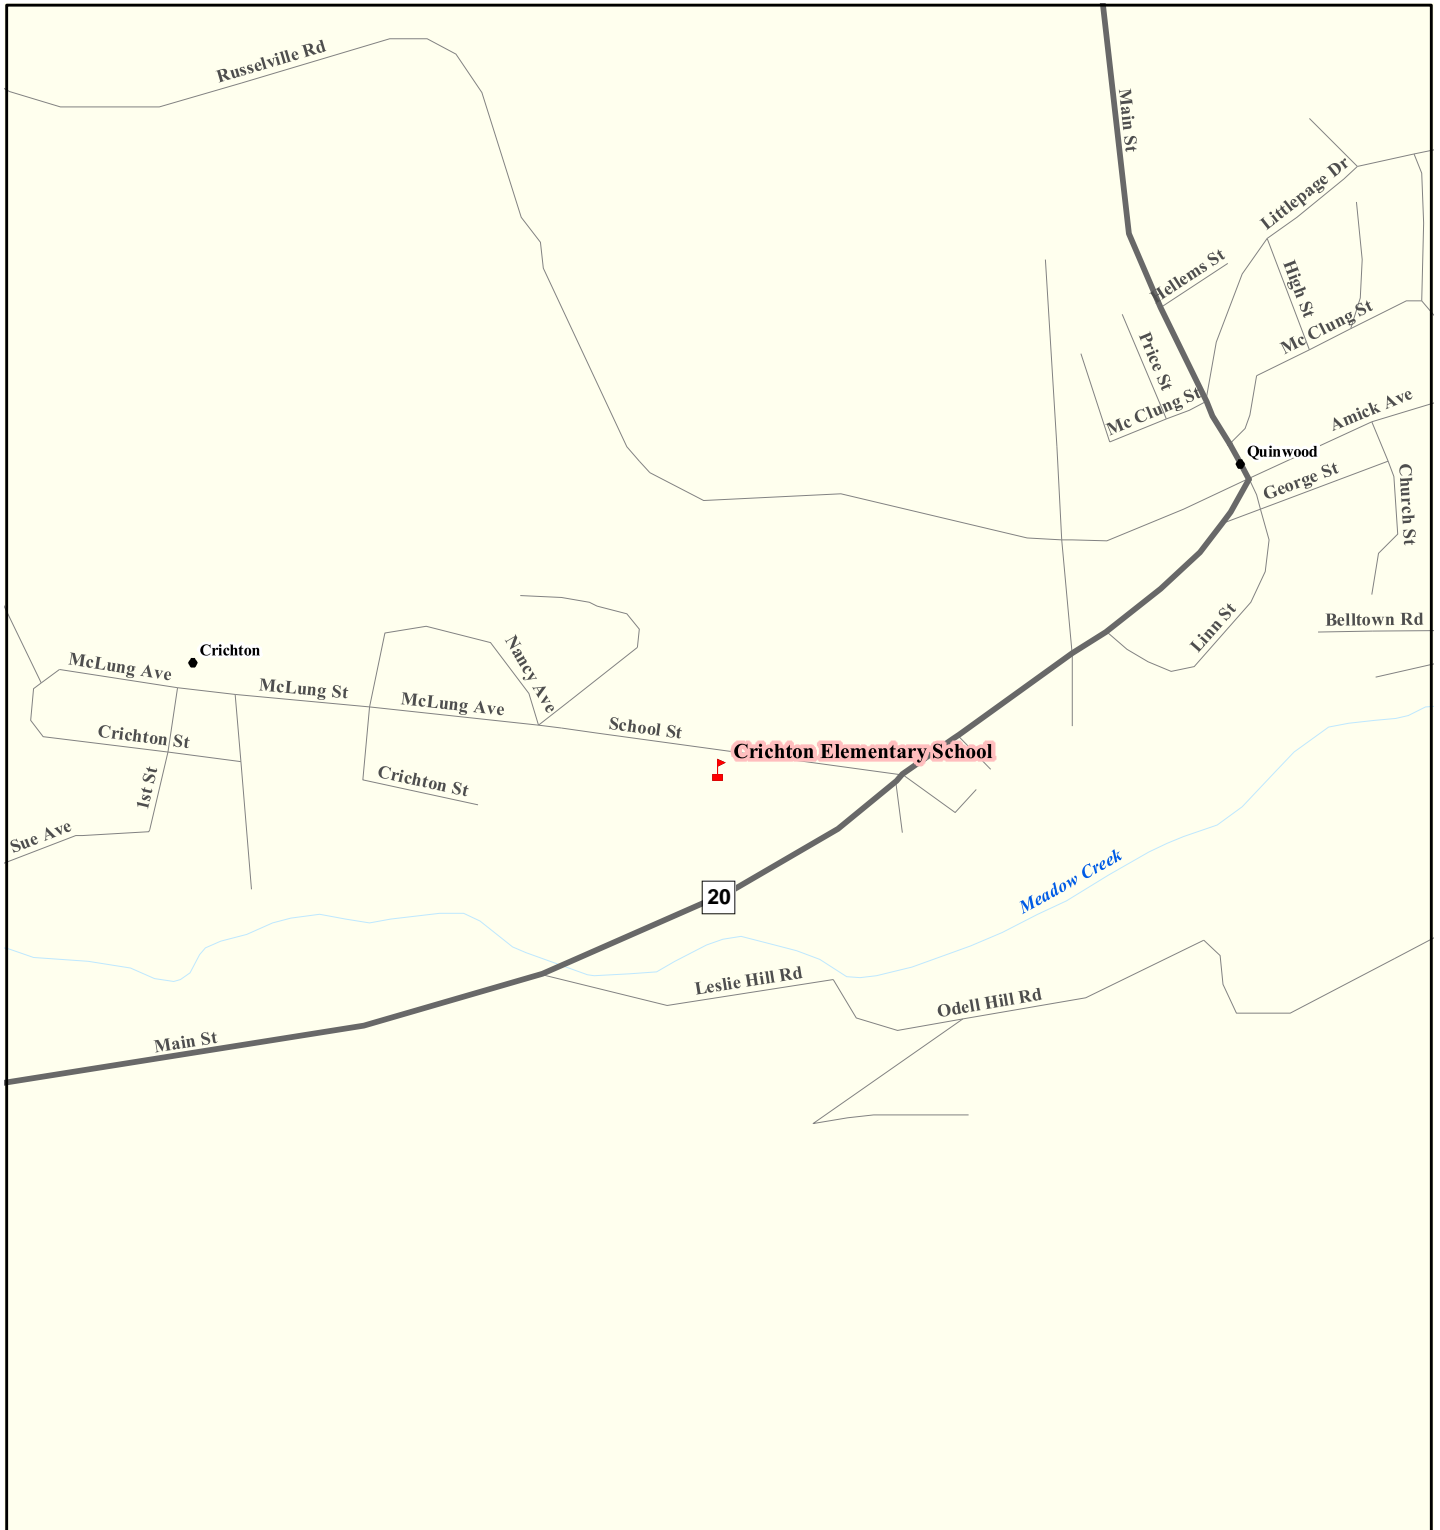 Russelville Rd
Main St
Littlepage Dr
Hellems St
High St
Mc Clung St
Price St
Mc Clung St
Amick Ave
Quinwood
George St
Church St
Linn St
Belltown Rd
Crichton
McLung Ave
McLung St
McLung Ave
Nancy Ave
School St
Crichton St
Crichton Elementary School
1st St
Crichton St
Sue Ave
20
Meadow Creek
Leslie Hill Rd
Odell Hill Rd
Main St